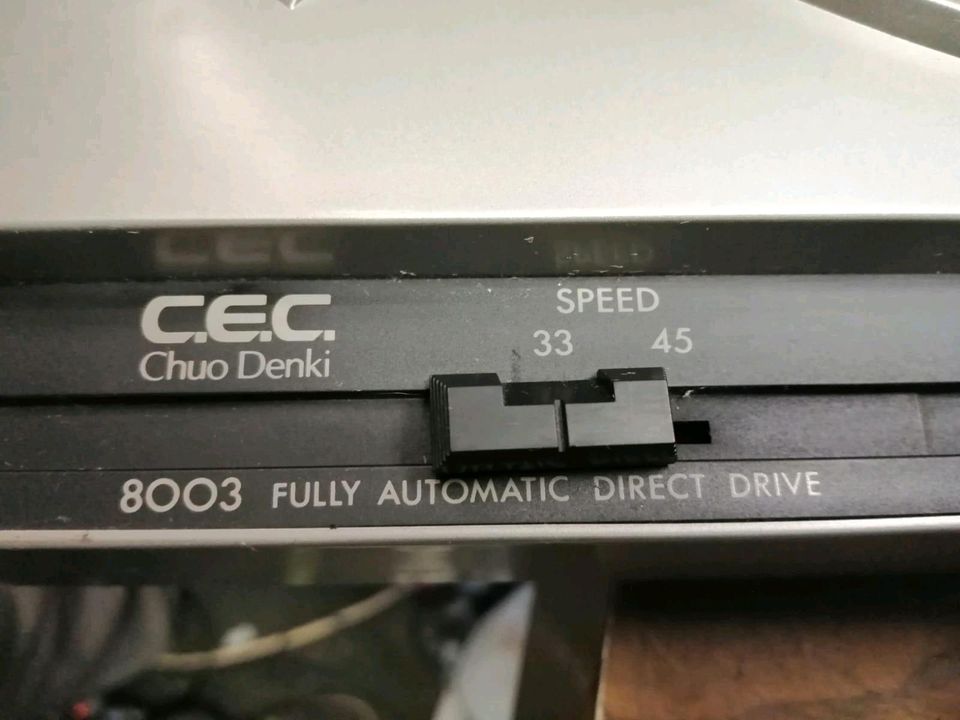 C.E.C.
Chuo Denki
SPEED
33 45
8003 FULLY AUTOMATIC DIRECT DRIVE